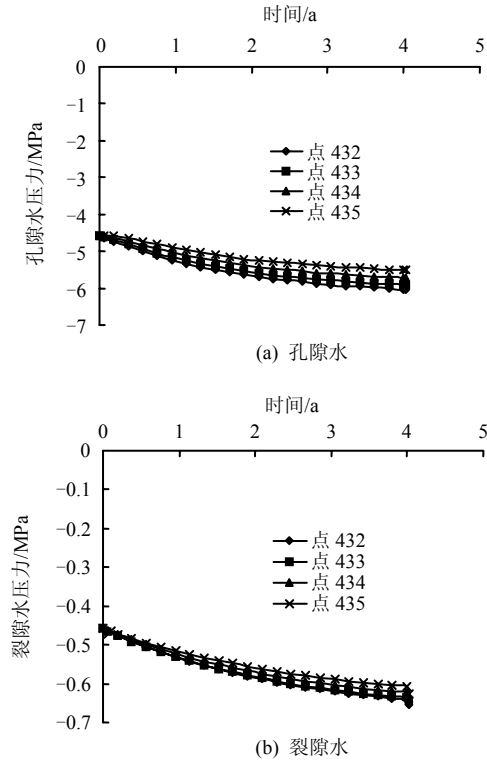 时间/a
0 1 2 3 4 5
0
−1
−2
−3
−4
−5
−6
−7
孔隙水压力/MPa
点 432
点 433
点 434
点 435
(a) 孔隙水
时间/a
0 1 2 3 4 5
0
−0.1
−0.2
−0.3
−0.4
−0.5
−0.6
−0.7
裂隙水压力/MPa
点 432
点 433
点 434
点 435
(b) 裂隙水